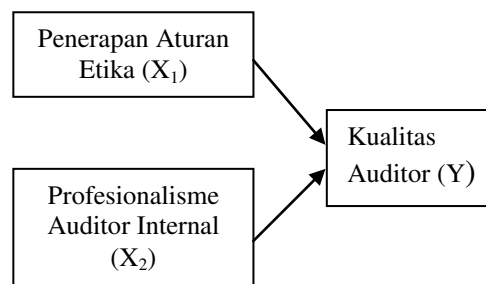 Penerapan Aturan
Etika (X₁)
Kualitas
Auditor (Y)
Profesionalisme
Auditor Internal
(X₂)